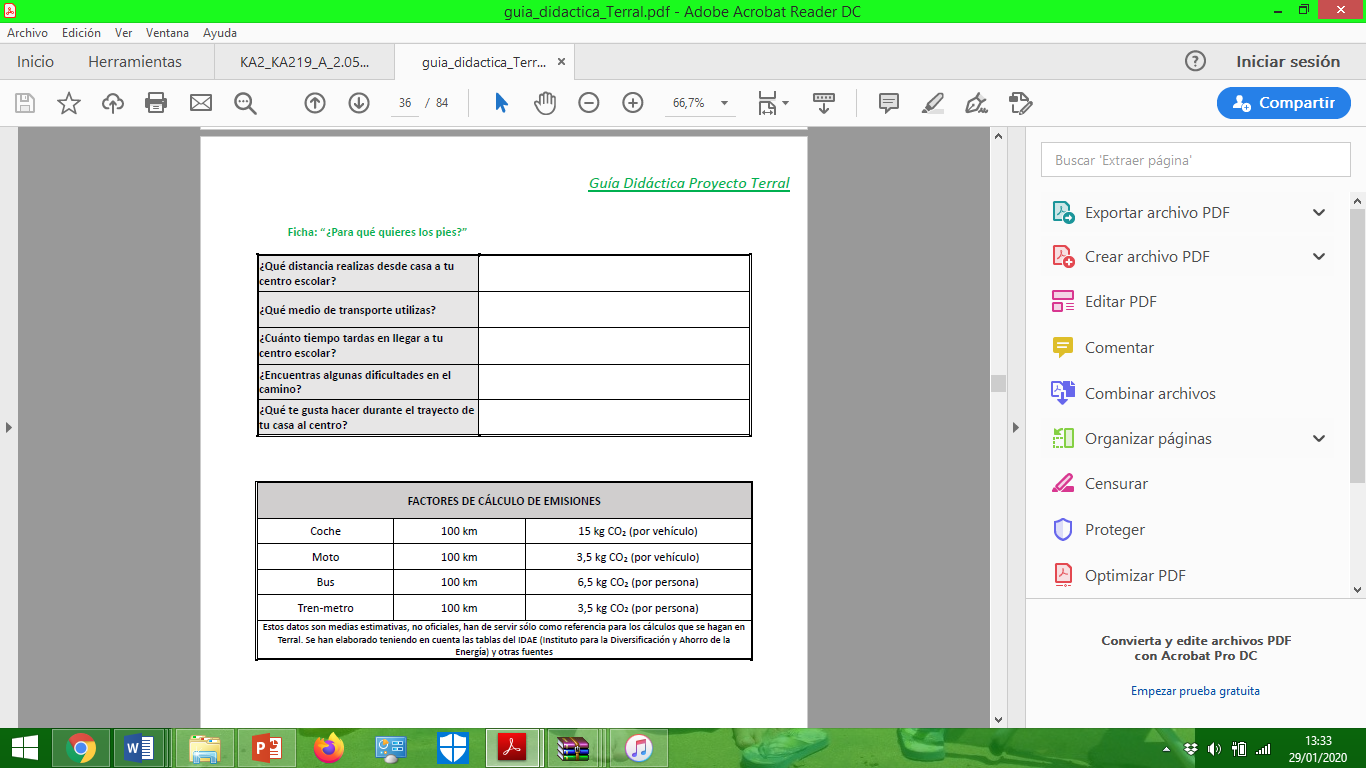 guia_didactica_Terral.pdf - Adobe Acrobat Reader DC
Archivo Edición Ver Ventana Ayuda
Inicio Herramientas KA2_KA219_A_2.05... guia_didactica_Terr... Iniciar sesión
36 / 84 66,7% Compartir
Buscar 'Extraer página'
Guía Didáctica Proyecto Terral
Ficha: “¿Para qué quieres los pies?”
¿Qué distancia realizas desde casa a tu
centro escolar?
¿Qué medio de transporte utilizas?
¿Cuánto tiempo tardas en llegar a tu
centro escolar?
¿Encuentras algunas dificultades en el
camino?
¿Qué te gusta hacer durante el trayecto de
tu casa al centro?
FACTORES DE CÁLCULO DE EMISIONES
Coche 100 km 15 kg CO₂ (por vehículo)
Moto 100 km 3,5 kg CO₂ (por vehículo)
Bus 100 km 6,5 kg CO₂ (por persona)
Tren-metro 100 km 3,5 kg CO₂ (por persona)
Estos datos son medias estimativas, no oficiales, han de servir sólo como referencia para los cálculos que se hagan en
Terral. Se han elaborado teniendo en cuenta las tablas del IDAE (Instituto para la Diversificación y Ahorro de la
Energía) y otras fuentes
Exportar archivo PDF
Crear archivo PDF
Editar PDF
Comentar
Combinar archivos
Organizar páginas
Censurar
Proteger
Optimizar PDF
Convierta y edite archivos PDF
con Acrobat Pro DC
Empezar prueba gratuita
13:33
29/01/2020